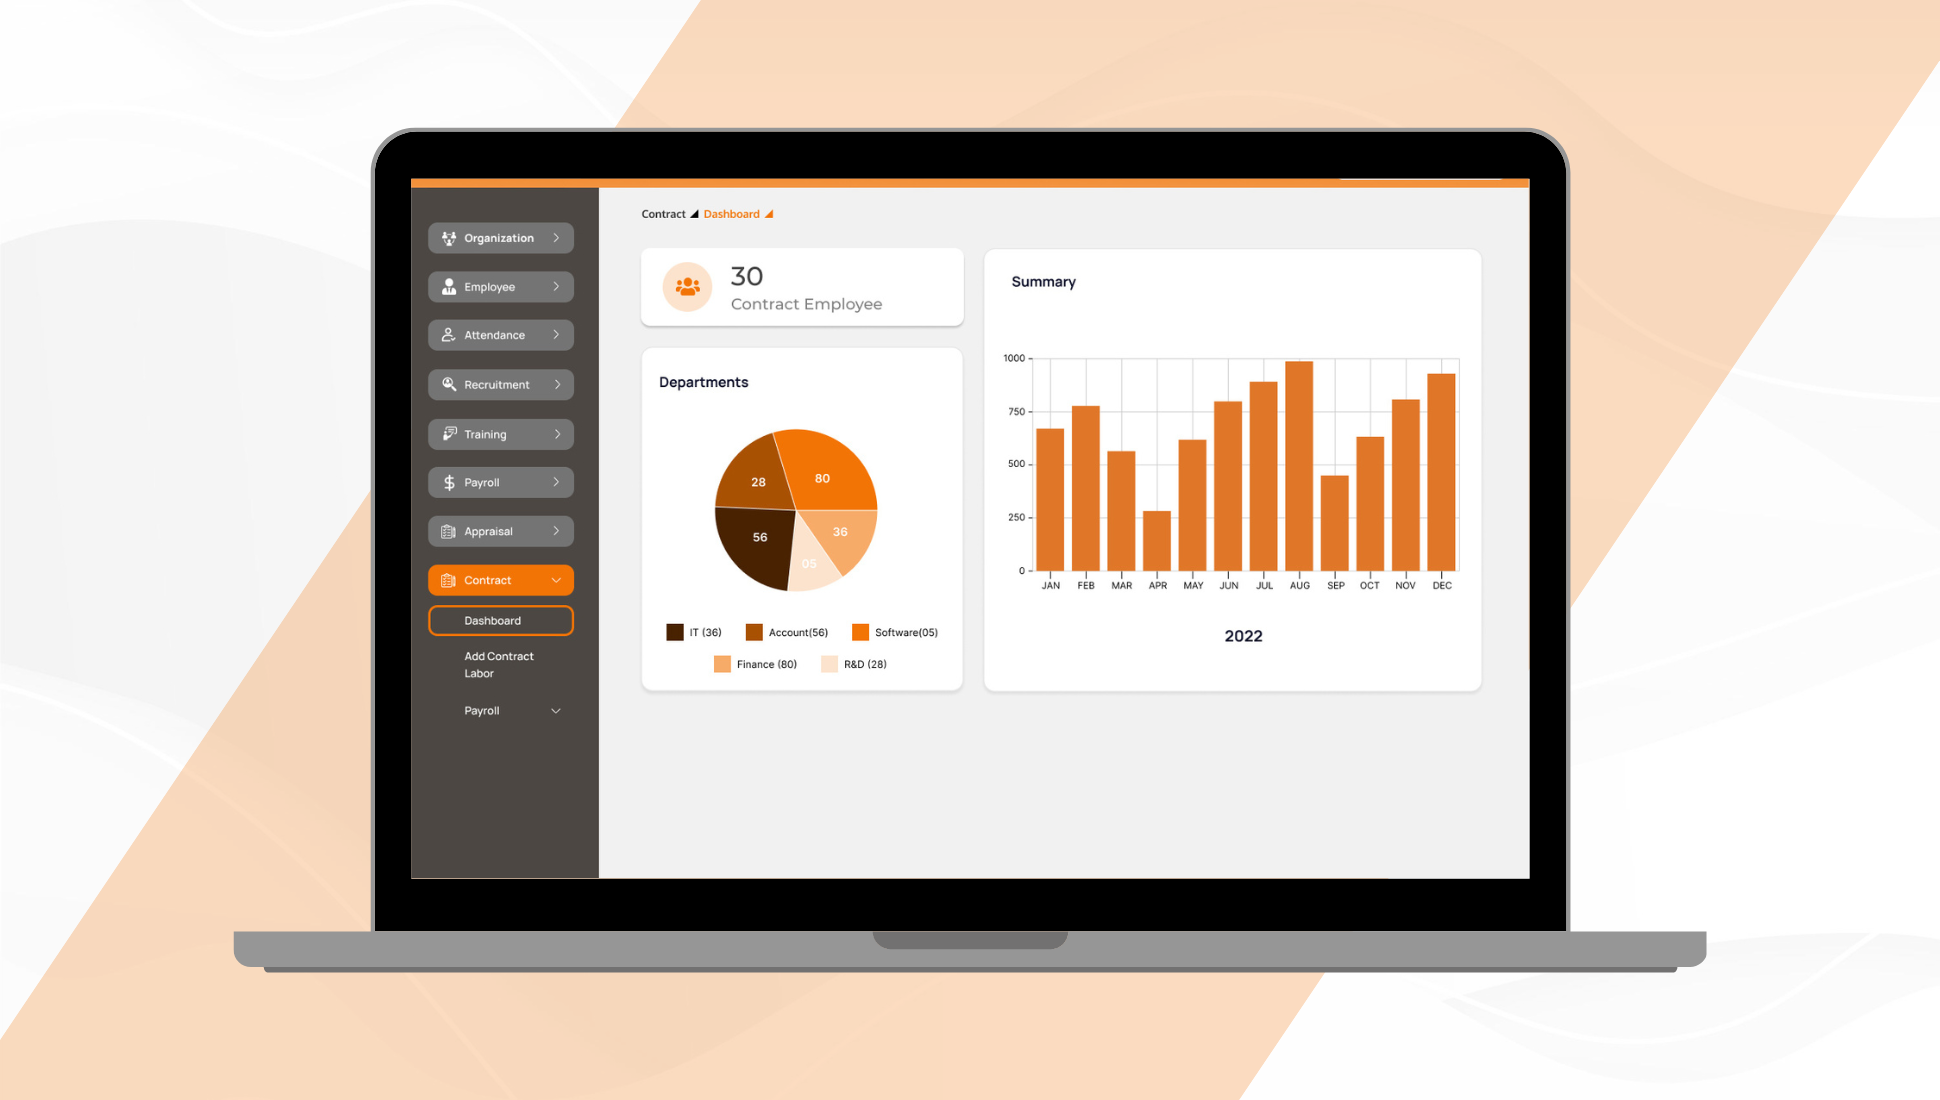 Organization
Employee
Attendance
Recruitment
Training
$ Payroll
Appraisal
Contract
Dashboard
Add Contract
Labor
Payroll
Contract Dashboard
30
Contract Employee
Departments
28
80
56
36
05
IT (36)
Account(56)
Software(05)
Finance (80)
R&D (28)
Summary
1000
750
500
250
0
JAN FEB MAR APR MAY JUN JUL AUG SEP OCT NOV DEC
2022